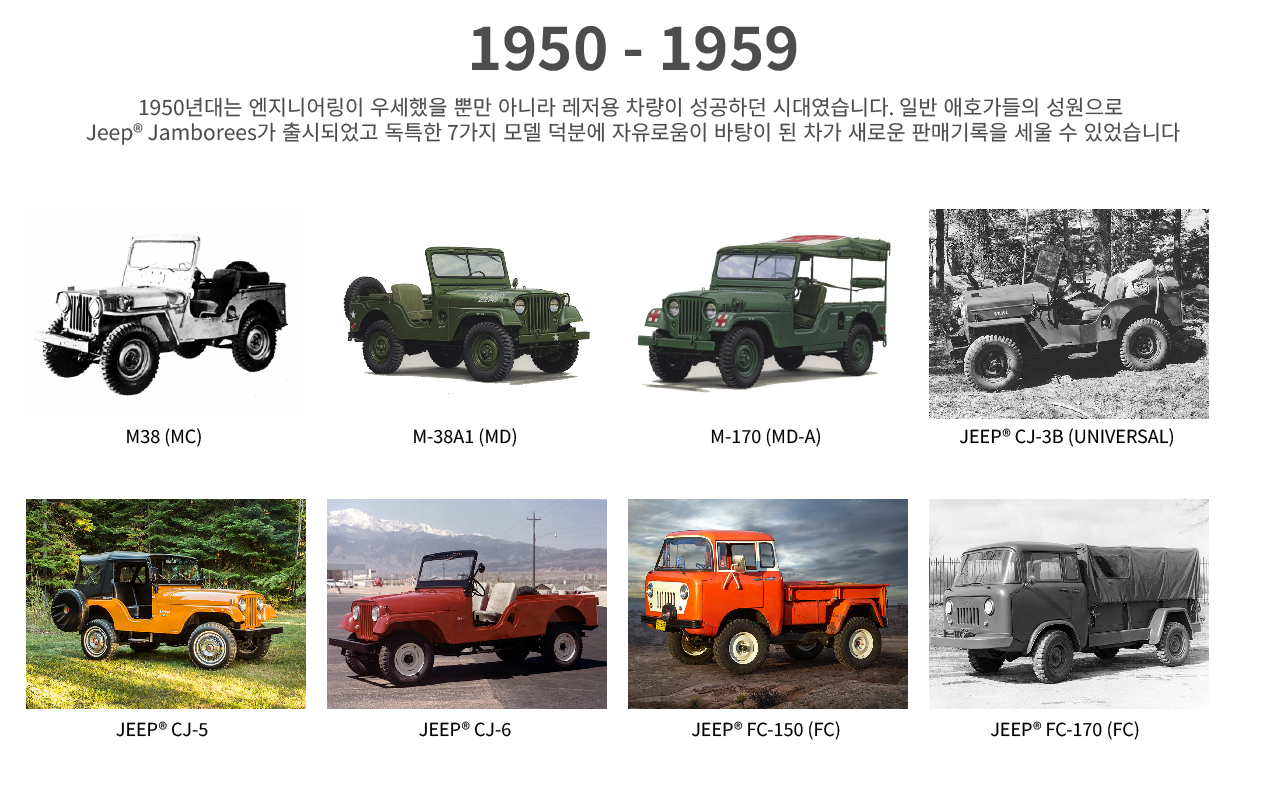 1950 - 1959
1950년대는 엔지니어링이 우세했을 뿐만 아니라 레저용 차량이 성공하던 시대였습니다. 일반 애호가들의 성원으로
Jeep® Jamborees가 출시되었고 독특한 7가지 모델 덕분에 자유로움이 바탕이 된 차가 새로운 판매기록을 세울 수 있었습니다
M38 (MC)
M-38A1 (MD)
M-170 (MD-A)
JEEP® CJ-3B (UNIVERSAL)
JEEP® CJ-5
JEEP® CJ-6
JEEP® FC-150 (FC)
JEEP® FC-170 (FC)